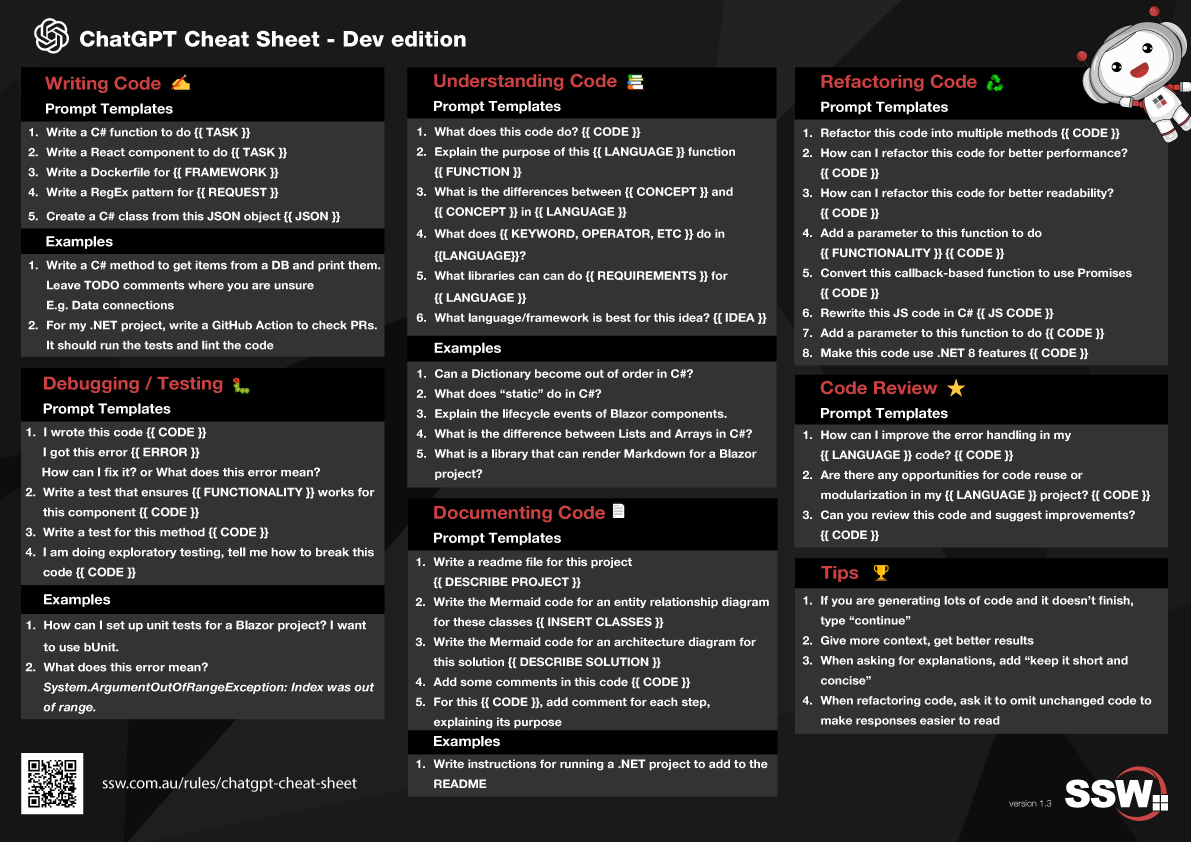 ChatGPT Cheat Sheet - Dev edition
Writing Code
Prompt Templates
1. Write a C# function to do {{ TASK }}
2. Write a React component to do {{ TASK }}
3. Write a Dockerfile for {{ FRAMEWORK }}
4. Write a RegEx pattern for {{ REQUEST }}
5. Create a C# class from this JSON object {{ JSON }}
Examples
1. Write a C# method to get items from a DB and print them.
Leave TODO comments where you are unsure
E.g. Data connections
2. For my .NET project, write a GitHub Action to check PRs.
It should run the tests and lint the code
Debugging / Testing
Prompt Templates
1. I wrote this code {{ CODE }}
I got this error {{ ERROR }}
How can I fix it? or What does this error mean?
2. Write a test that ensures {{ FUNCTIONALITY }} works for
this component {{ CODE }}
3. Write a test for this method {{ CODE }}
4. I am doing exploratory testing, tell me how to break this
code {{ CODE }}
Examples
1. How can I set up unit tests for a Blazor project? I want
to use bUnit.
2. What does this error mean?
System.ArgumentOutOfRangeException: Index was out
of range.
ssw.com.au/rules/chatgpt-cheat-sheet
Understanding Code
Prompt Templates
1. What does this code do? {{ CODE }}
2. Explain the purpose of this {{ LANGUAGE }} function
{{ FUNCTION }}
3. What is the differences between {{ CONCEPT }} and
{{ CONCEPT }} in {{ LANGUAGE }}
4. What does {{ KEYWORD, OPERATOR, ETC }} do in
{{LANGUAGE}}?
5. What libraries can can do {{ REQUIREMENTS }} for
{{ LANGUAGE }}
6. What language/framework is best for this idea? {{ IDEA }}
Examples
1. Can a Dictionary become out of order in C#?
2. What does “static” do in C#?
3. Explain the lifecycle events of Blazor components.
4. What is the difference between Lists and Arrays in C#?
5. What is a library that can render Markdown for a Blazor
project?
Documenting Code
Prompt Templates
1. Write a readme file for this project
{{ DESCRIBE PROJECT }}
2. Write the Mermaid code for an entity relationship diagram
for these classes {{ INSERT CLASSES }}
3. Write the Mermaid code for an architecture diagram for
this solution {{ DESCRIBE SOLUTION }}
4. Add some comments in this code {{ CODE }}
5. For this {{ CODE }}, add comment for each step,
explaining its purpose
Examples
1. Write instructions for running a .NET project to add to the
README
Refactoring Code
Prompt Templates
1. Refactor this code into multiple methods {{ CODE }}
2. How can I refactor this code for better performance?
{{ CODE }}
3. How can I refactor this code for better readability?
{{ CODE }}
4. Add a parameter to this function to do
{{ FUNCTIONALITY }} {{ CODE }}
5. Convert this callback-based function to use Promises
{{ CODE }}
6. Rewrite this JS code in C# {{ JS CODE }}
7. Add a parameter to this function to do {{ CODE }}
8. Make this code use .NET 8 features {{ CODE }}
Code Review
Prompt Templates
1. How can I improve the error handling in my
{{ LANGUAGE }} code? {{ CODE }}
2. Are there any opportunities for code reuse or
modularization in my {{ LANGUAGE }} project? {{ CODE }}
3. Can you review this code and suggest improvements?
{{ CODE }}
Tips
1. If you are generating lots of code and it doesn’t finish,
type “continue”
2. Give more context, get better results
3. When asking for explanations, add “keep it short and
concise”
4. When refactoring code, ask it to omit unchanged code to
make responses easier to read
version 1.3
SSW